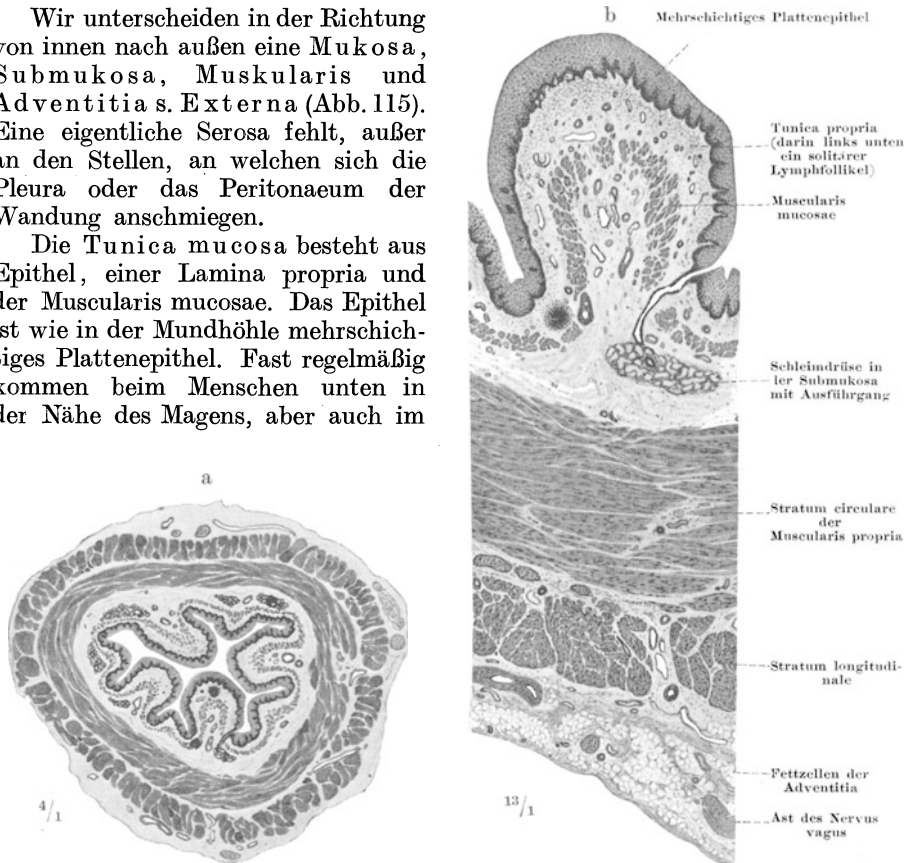 Wir unterscheiden in der Richtung
von innen nach außen eine Mukosa,
Submukosa, Muskularis und
Adventitia s. Externa (Abb. 115).
Eine eigentliche Serosa fehlt, außer
an den Stellen, an welchen sich die
Pleura oder das Peritonaeum der
Wandung anschmiegen.
Die Tunica mucosa besteht aus
Epithel, einer Lamina propria und
der Muscularis mucosae. Das Epithel
ist wie in der Mundhöhle mehrschich-
tiges Plattenepithel. Fast regelmäßig
kommen beim Menschen unten in
der Nähe des Magens, aber auch im
a
4/1
b
Mehrschichtiges Plattenepithel
Tunica propria
(darin links unten
ein solitärer
Lymphfollikel)
Muscularis
mucosae
Schleimdrüse in
ler Submukosa
mit Ausführgang
Stratum circulare
der
Muscularis propria
Stratum longitudi-
nale
Fettzellen der
Adventitia
Ast des Nervus
vagus
13/1